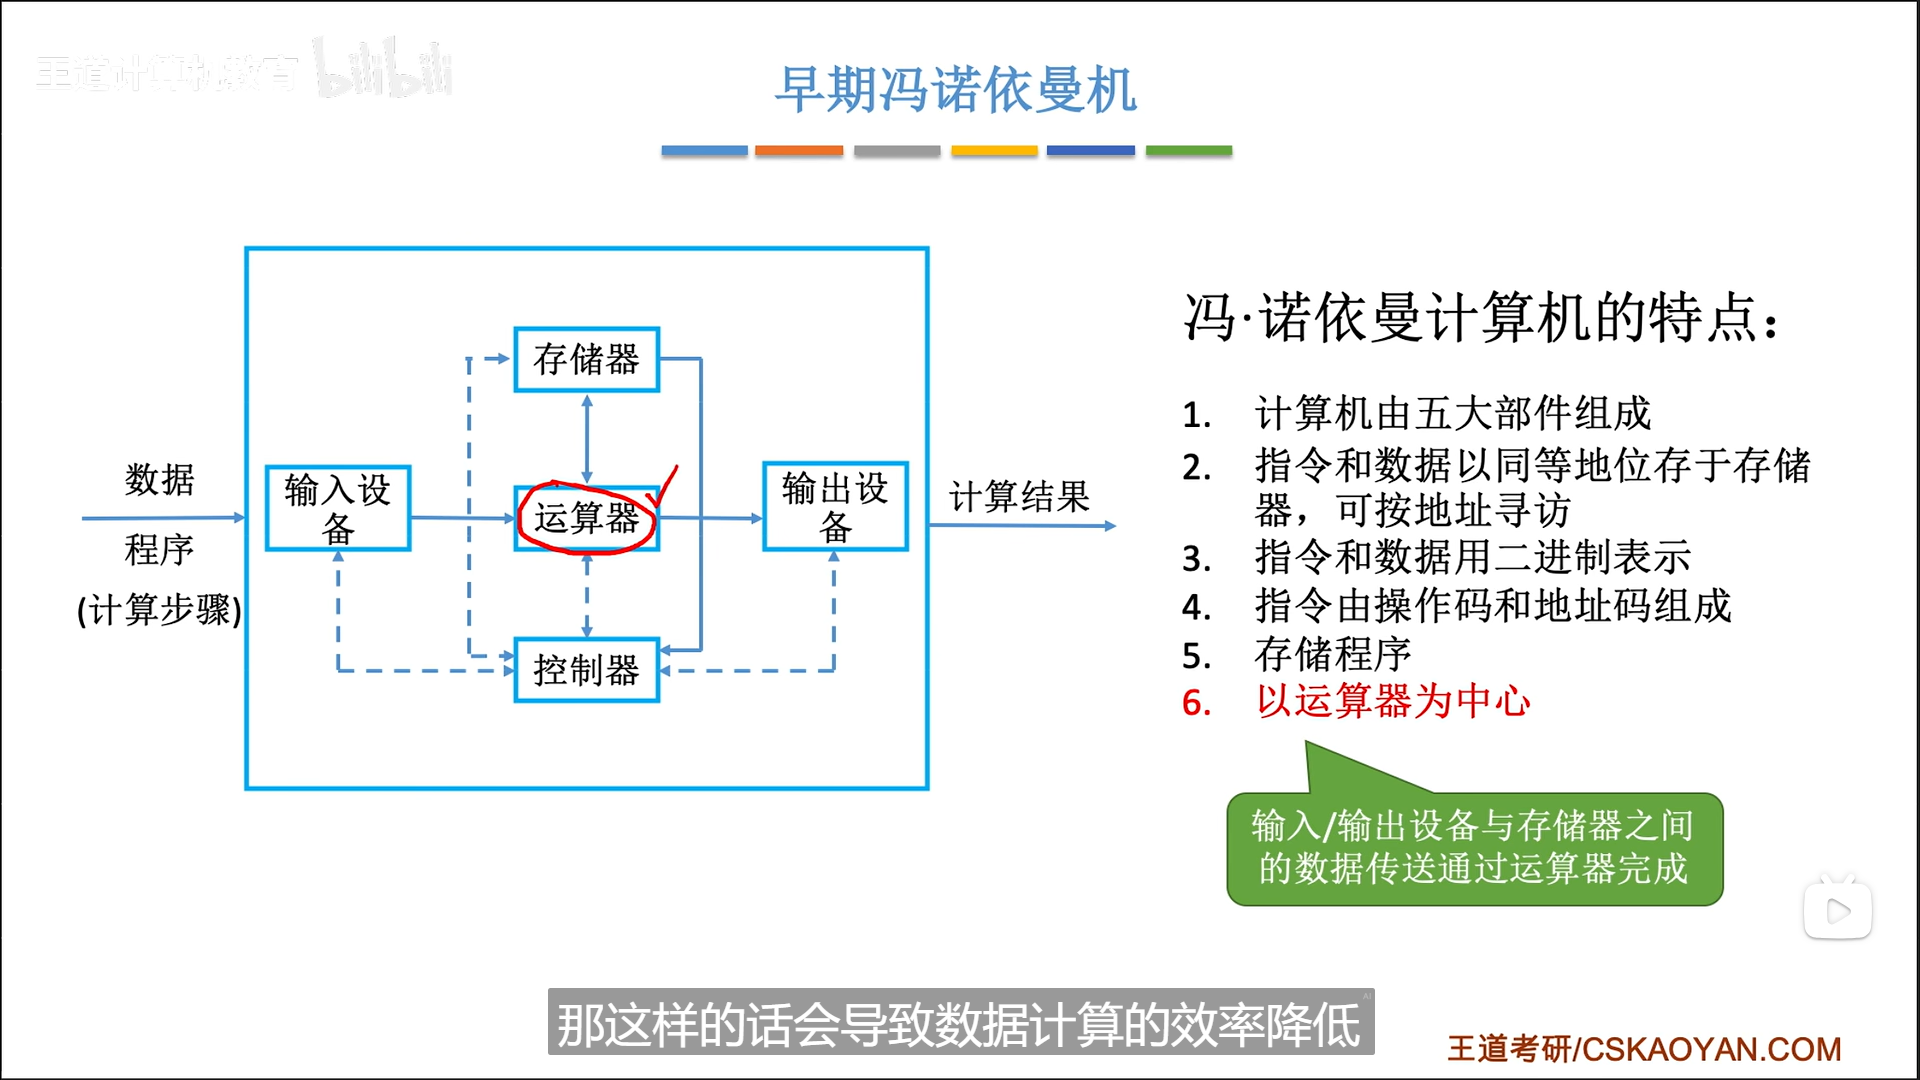 王道计算机教育 bilibili
早期冯诺依曼机
数据
程序
(计算步骤)
输入设
备
存储器
运算器
控制器
输出设
备
计算结果
冯·诺依曼计算机的特点：
1. 计算机由五大部件组成
2. 指令和数据以同等地位存于存储
器，可按地址寻访
3. 指令和数据用二进制表示
4. 指令由操作码和地址码组成
5. 存储程序
6. 以运算器为中心
输入/输出设备与存储器之间
的数据传送通过运算器完成
那这样的话会导致数据计算的效率降低
AI
王道考研/CSKAOYAN.COM